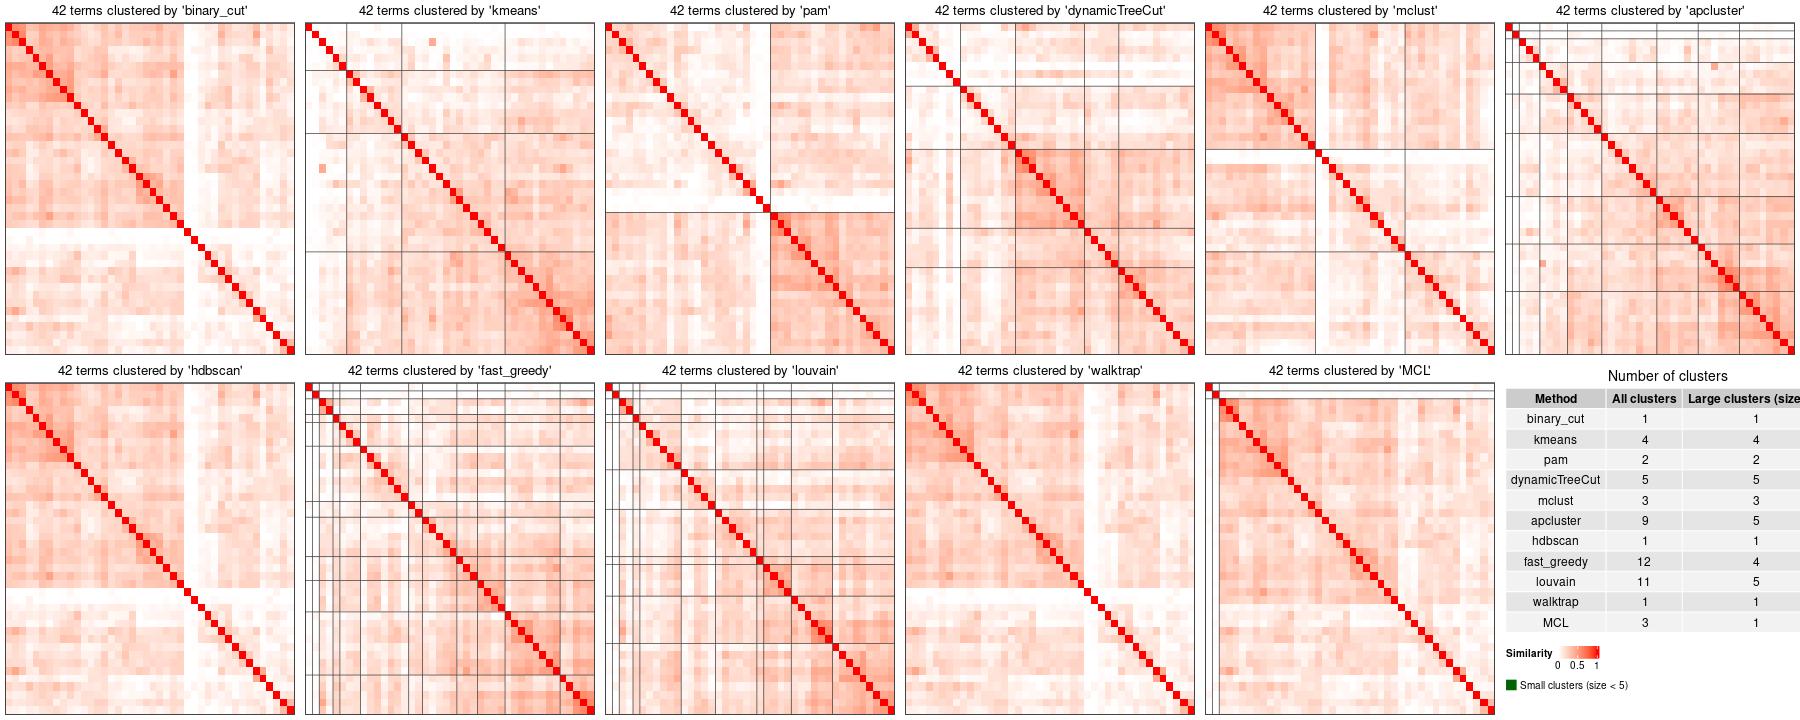 42 terms clustered by 'binary_cut'
42 terms clustered by 'kmeans'
42 terms clustered by 'pam'
42 terms clustered by 'dynamicTreeCut'
42 terms clustered by 'mclust'
42 terms clustered by 'apcluster'
42 terms clustered by 'hdbscan'
42 terms clustered by 'fast_greedy'
42 terms clustered by 'louvain'
42 terms clustered by 'walktrap'
42 terms clustered by 'MCL'
Number of clusters
Method All clusters Large clusters (size
binary_cut 1 1
kmeans 4 4
pam 2 2
dynamicTreeCut 5 5
mclust 3 3
apcluster 9 5
hdbscan 1 1
fast_greedy 12 4
louvain 11 5
walktrap 1 1
MCL 3 1
Similarity
0 0.5 1
Small clusters (size < 5)